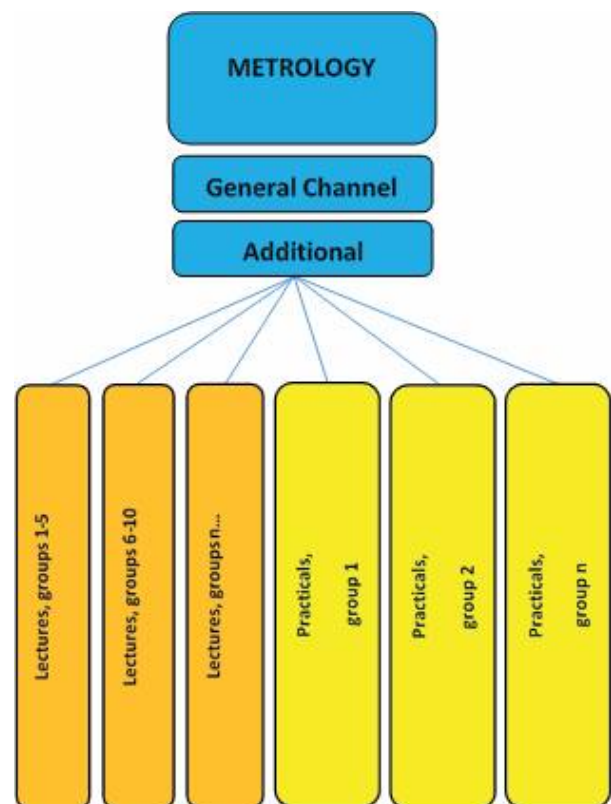 METROLOGY
General Channel
Additional
Lectures, groups 1-5
Lectures, groups 6-10
Lectures, groups n...
Practicals,
group 1
Practicals,
group 2
Practicals,
group n